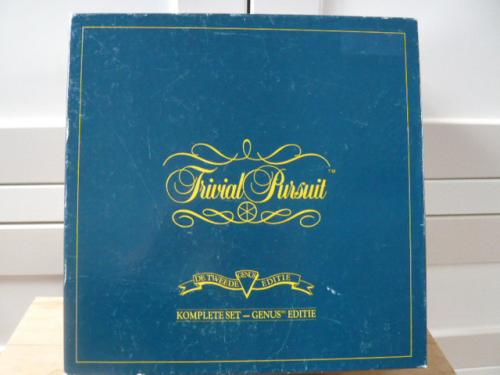 Trivial Pursuit™
DE TWEEDE GENUS EDITIE
KOMPLETE SET — GENUS™ EDITIE